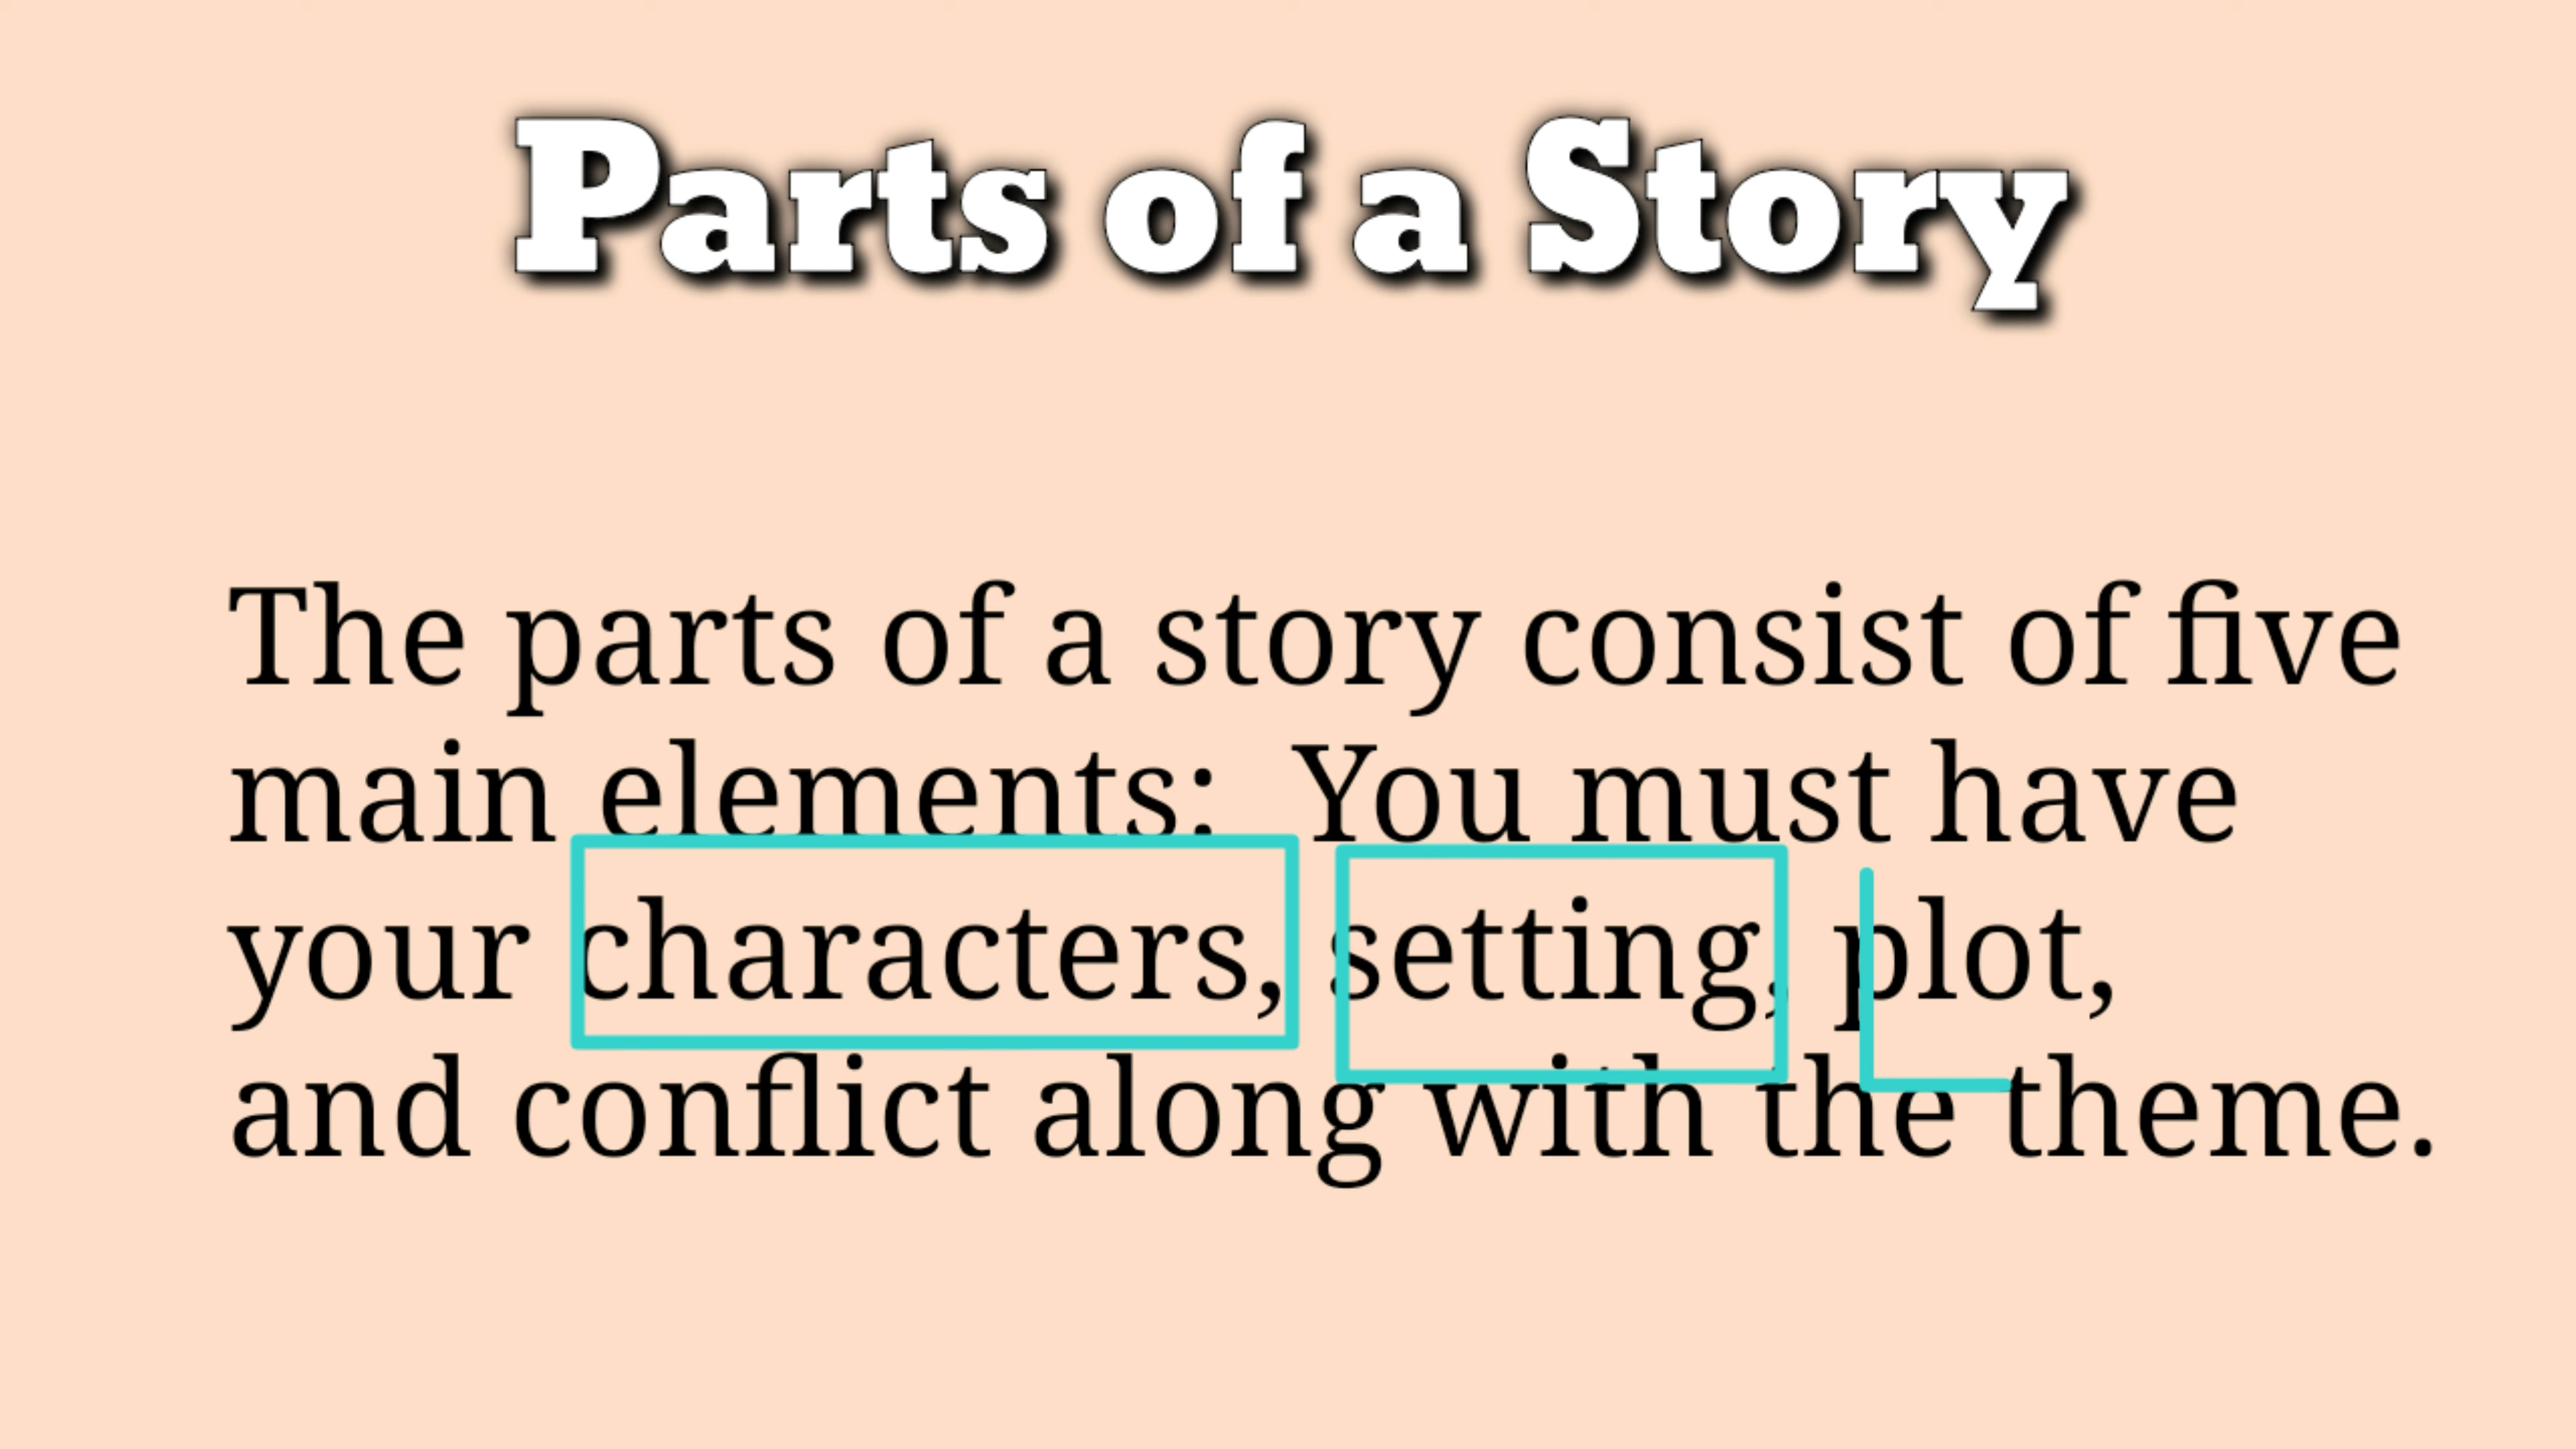 Parts of a Story
The parts of a story consist of five
main elements:  You must have
your characters, setting, plot,
and conflict along with the theme.